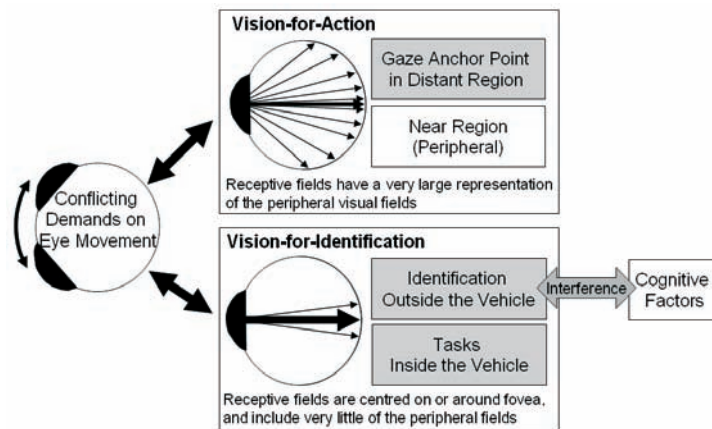 Vision-for-Action
Gaze Anchor Point
in Distant Region
Near Region
(Peripheral)
Receptive fields have a very large representation
of the peripheral visual fields
Conflicting
Demands on
Eye Movement
Vision-for-Identification
Identification
Outside the Vehicle
Interference
Cognitive
Factors
Tasks
Inside the Vehicle
Receptive fields are centred on or around fovea,
and include very little of the peripheral fields